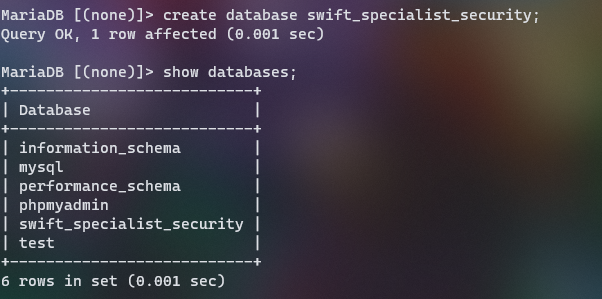 MariaDB [(none)]> create database swift_specialist_security;
Query OK, 1 row affected (0.001 sec)
MariaDB [(none)]> show databases;
+---------------------------+
| Database                  |
+---------------------------+
| information_schema        |
| mysql                     |
| performance_schema        |
| phpmyadmin                |
| swift_specialist_security |
| test                      |
+---------------------------+
6 rows in set (0.001 sec)